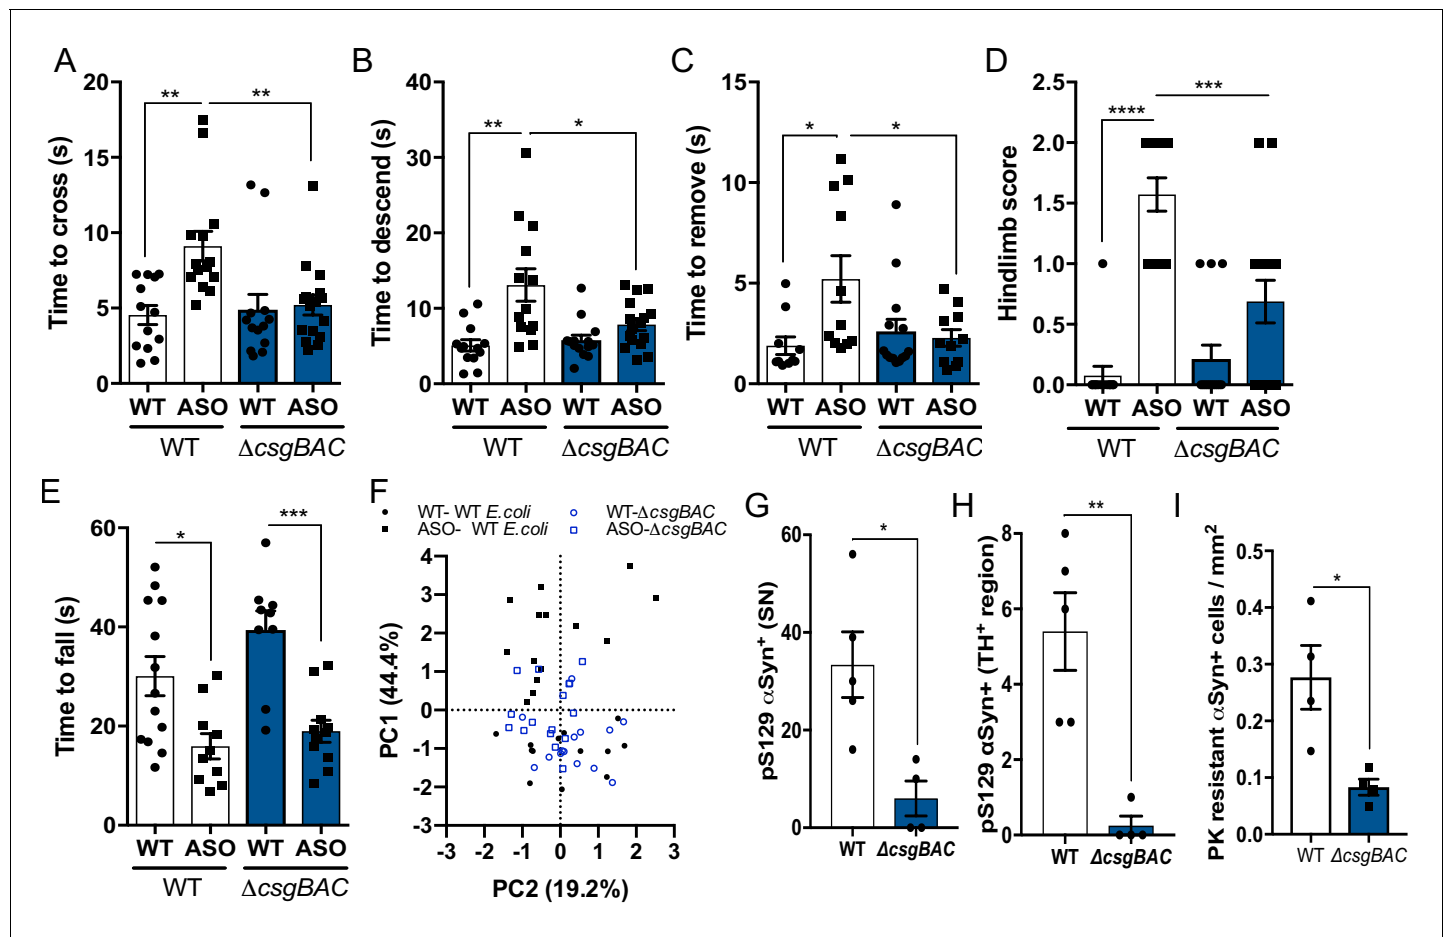 A
Time to cross (s)
20
15
10
5
0
**
**
WT ASO WT ASO
WT ΔcsgBAC
B
Time to descend (s)
40
30
20
10
0
**
*
WT ASO WT ASO
WT ΔcsgBAC
C
Time to remove (s)
15
10
5
0
*
*
WT ASO WT ASO
WT ΔcsgBAC
D
Hindlimb score
2.5
2.0
1.5
1.0
0.5
0.0
****
***
WT ASO WT ASO
WT ΔcsgBAC
E
Time to fall (s)
60
40
20
0
*
***
WT ASO WT ASO
WT ΔcsgBAC
F
WT- WT E.coli WT-ΔcsgBAC
ASO- WT E.coli ASO-ΔcsgBAC
PC1 (44.4%)
4
3
2
1
0
-1
-2
-3
-3 -2 -1 0 1 2 3
PC2 (19.2%)
G
pS129 αSyn+ (SN)
60
40
20
0
*
WT ΔcsgBAC
H
pS129 αSyn+ (TH+ region)
8
6
4
2
0
**
WT ΔcsgBAC
I
PK resistant αSyn+ cells / mm2
0.5
0.4
0.3
0.2
0.1
0.0
*
WT ΔcsgBAC